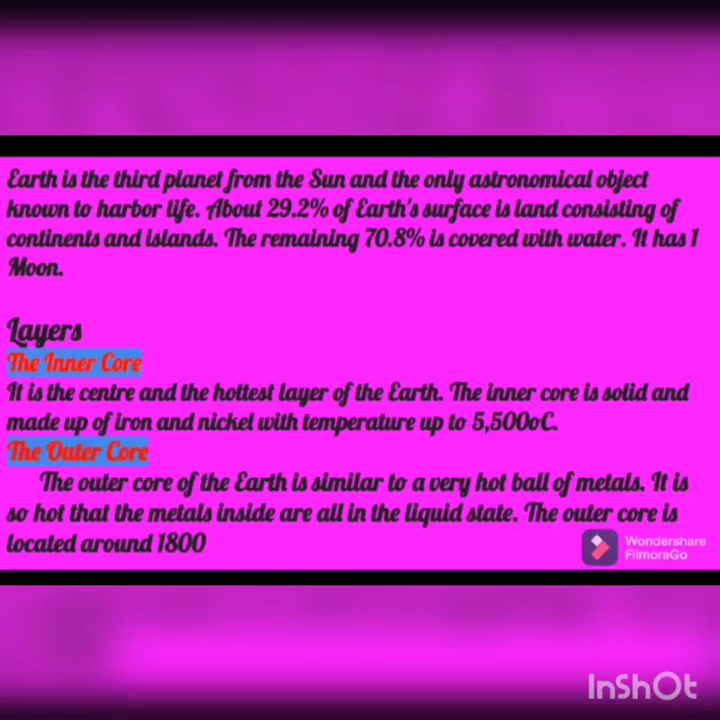 Earth is the third planet from the Sun and the only astronomical object
known to harbor life. About 29.2% of Earth's surface is land consisting of
continents and islands. The remaining 70.8% is covered with water. It has 1
Moon.
Layers
The Inner Core
It is the centre and the hottest layer of the Earth. The inner core is solid and
made up of iron and nickel with temperature up to 5,500oC.
The Outer Core
The outer core of the Earth is similar to a very hot ball of metals. It is
so hot that the metals inside are all in the liquid state. The outer core is
located around 1800
Wondershare
FilmoraGo
InShOt